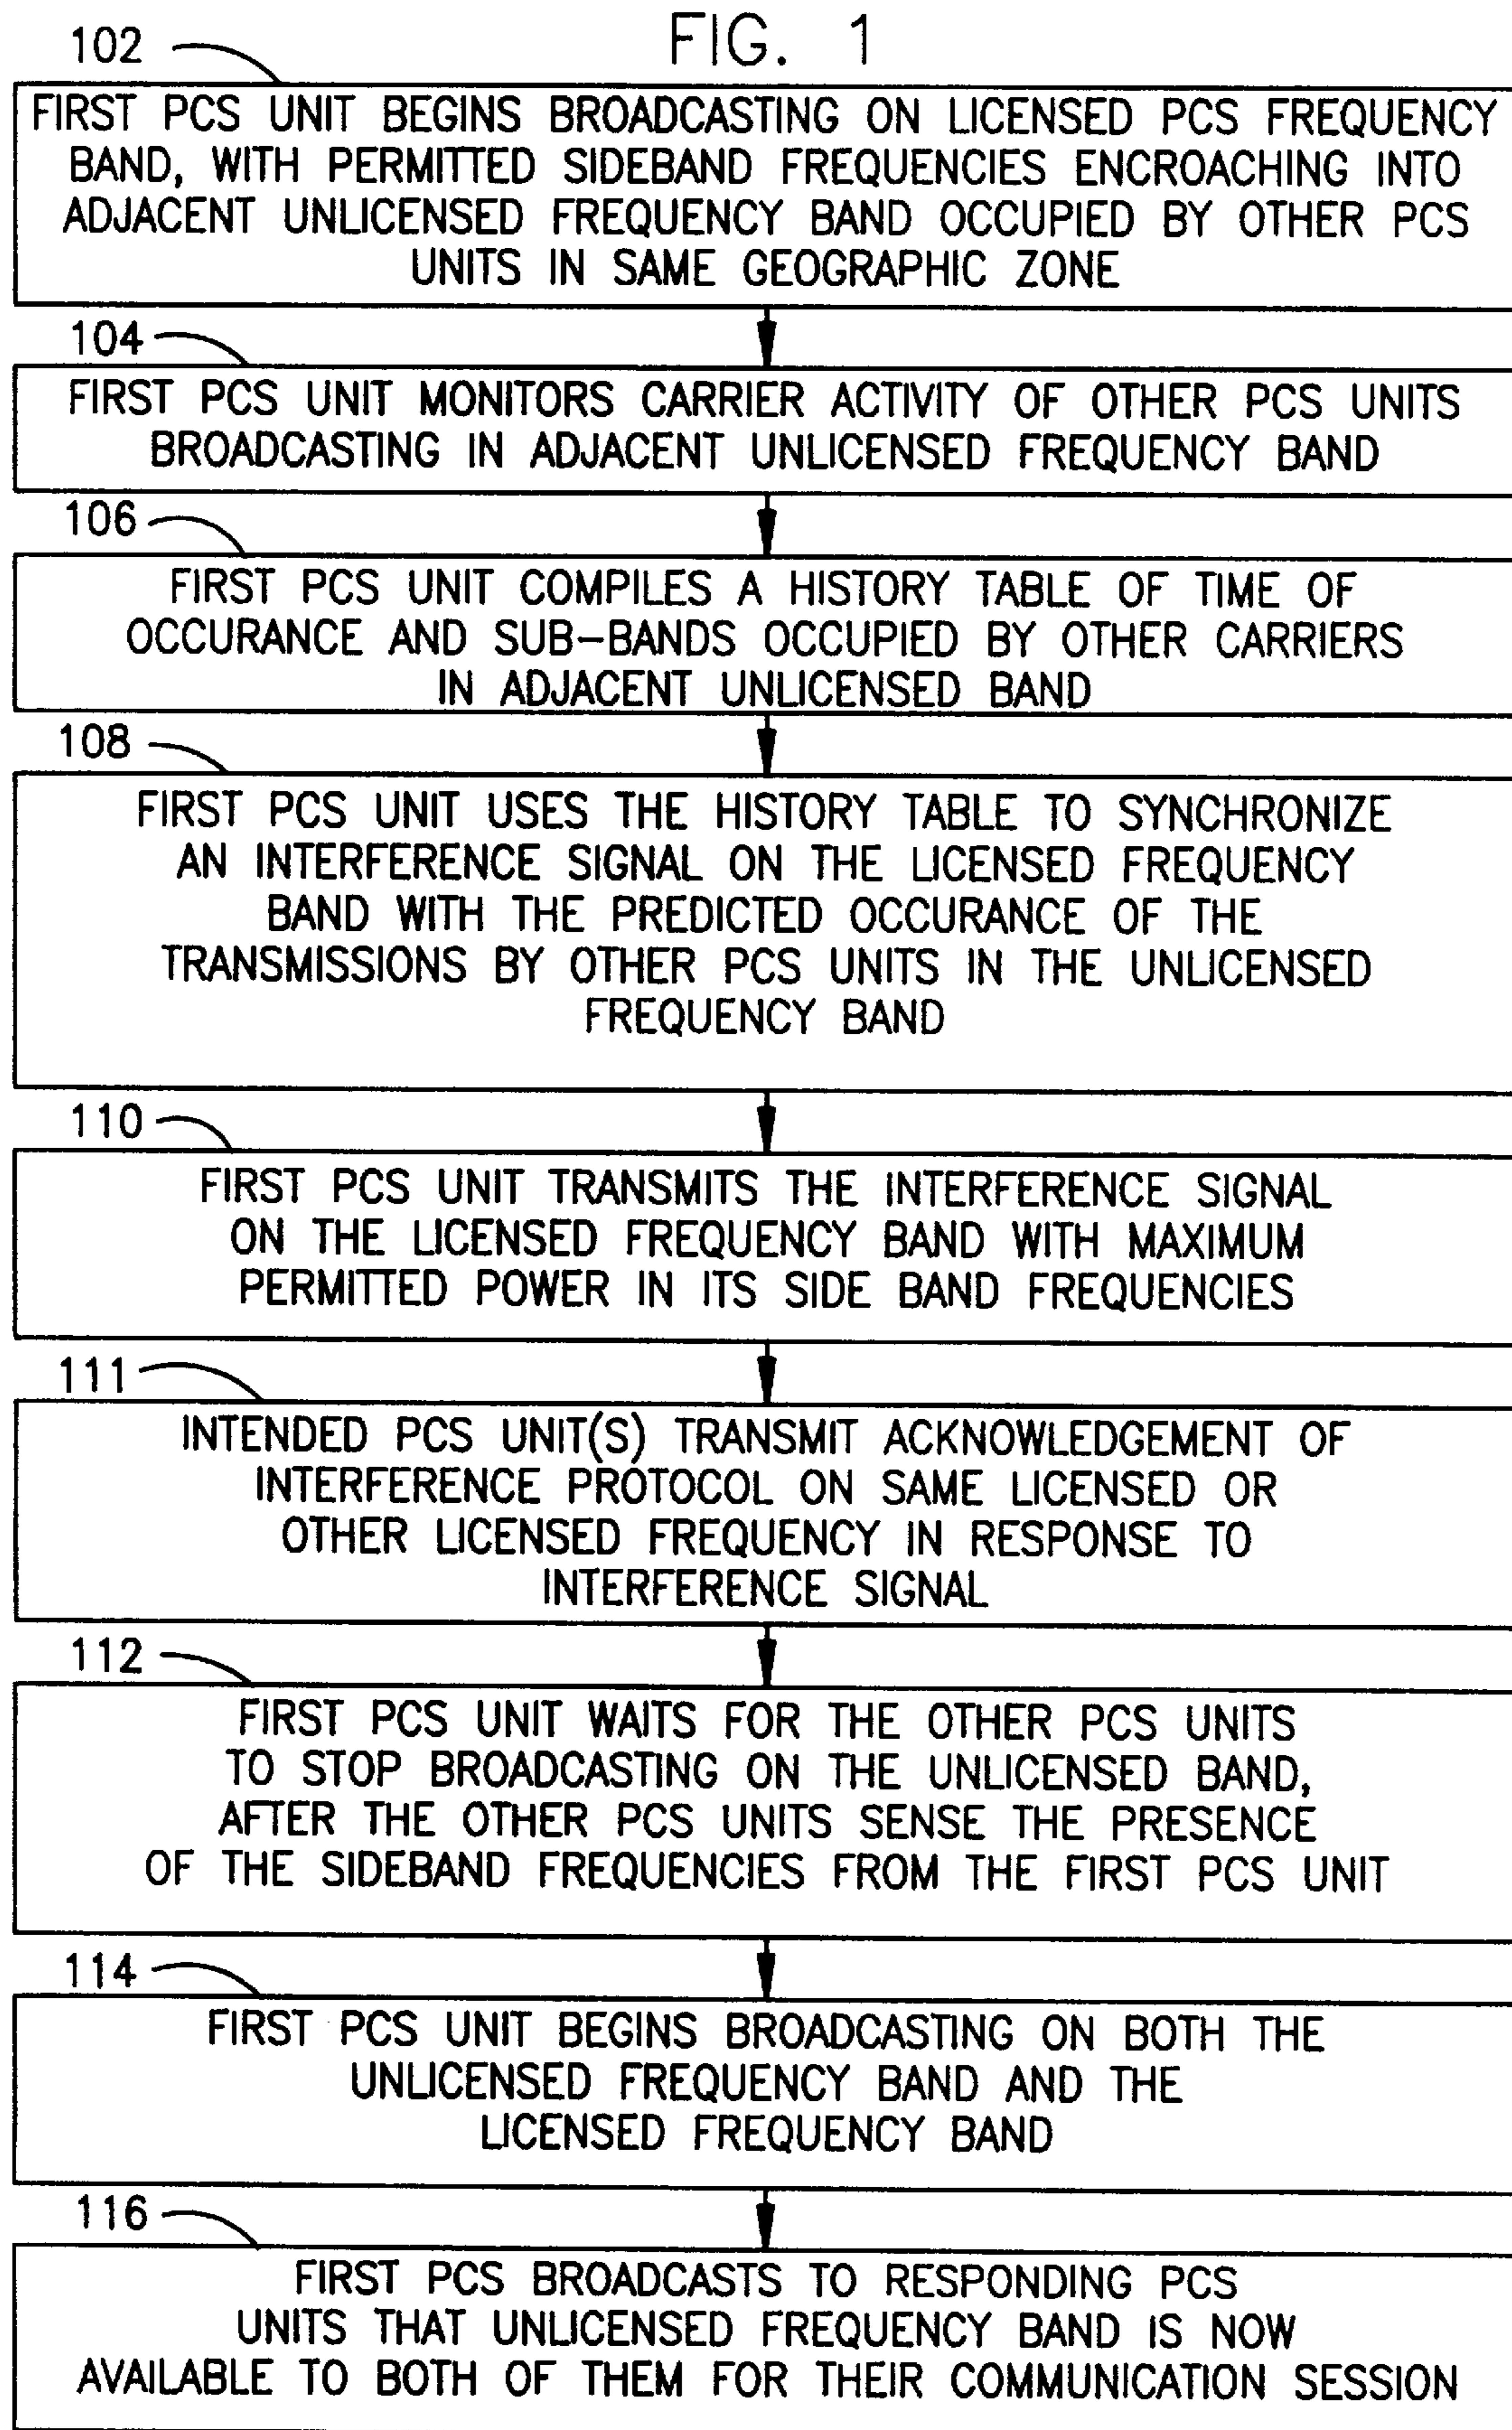 FIG. 1
102
FIRST PCS UNIT BEGINS BROADCASTING ON LICENSED PCS FREQUENCY
BAND, WITH PERMITTED SIDEBAND FREQUENCIES ENCROACHING INTO
ADJACENT UNLICENSED FREQUENCY BAND OCCUPIED BY OTHER PCS
UNITS IN SAME GEOGRAPHIC ZONE
104
FIRST PCS UNIT MONITORS CARRIER ACTIVITY OF OTHER PCS UNITS
BROADCASTING IN ADJACENT UNLICENSED FREQUENCY BAND
106
FIRST PCS UNIT COMPILES A HISTORY TABLE OF TIME OF
OCCURANCE AND SUB-BANDS OCCUPIED BY OTHER CARRIERS
IN ADJACENT UNLICENSED BAND
108
FIRST PCS UNIT USES THE HISTORY TABLE TO SYNCHRONIZE
AN INTERFERENCE SIGNAL ON THE LICENSED FREQUENCY
BAND WITH THE PREDICTED OCCURANCE OF THE
TRANSMISSIONS BY OTHER PCS UNITS IN THE UNLICENSED
FREQUENCY BAND
110
FIRST PCS UNIT TRANSMITS THE INTERFERENCE SIGNAL
ON THE LICENSED FREQUENCY BAND WITH MAXIMUM
PERMITTED POWER IN ITS SIDE BAND FREQUENCIES
111
INTENDED PCS UNIT(S) TRANSMIT ACKNOWLEDGEMENT OF
INTERFERENCE PROTOCOL ON SAME LICENSED OR
OTHER LICENSED FREQUENCY IN RESPONSE TO
INTERFERENCE SIGNAL
112
FIRST PCS UNIT WAITS FOR THE OTHER PCS UNITS
TO STOP BROADCASTING ON THE UNLICENSED BAND,
AFTER THE OTHER PCS UNITS SENSE THE PRESENCE
OF THE SIDEBAND FREQUENCIES FROM THE FIRST PCS UNIT
114
FIRST PCS UNIT BEGINS BROADCASTING ON BOTH THE
UNLICENSED FREQUENCY BAND AND THE
LICENSED FREQUENCY BAND
116
FIRST PCS BROADCASTS TO RESPONDING PCS
UNITS THAT UNLICENSED FREQUENCY BAND IS NOW
AVAILABLE TO BOTH OF THEM FOR THEIR COMMUNICATION SESSION